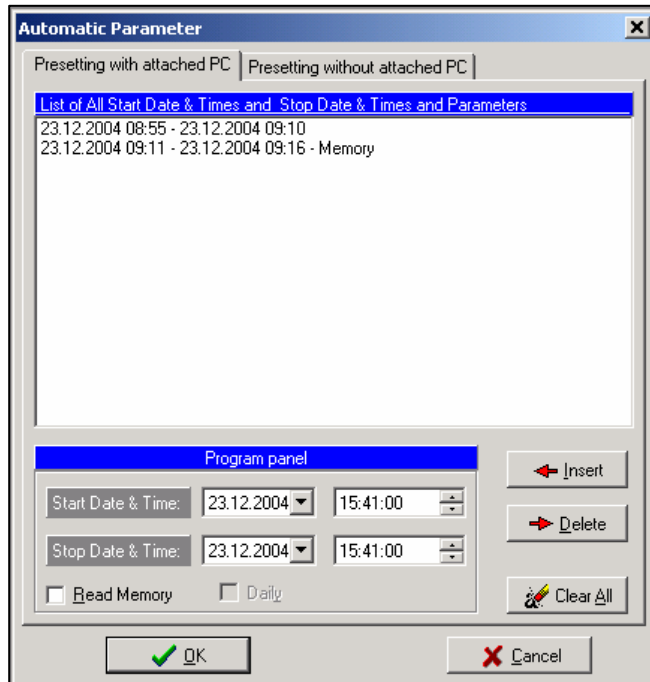 Automatic Parameter
Presetting with attached PC
Presetting without attached PC
List of All Start Date & Times and Stop Date & Times and Parameters
23.12.2004 08:55 - 23.12.2004 09:10
23.12.2004 09:11 - 23.12.2004 09:16 - Memory
Program panel
Start Date & Time: 23.12.2004 15:41:00
Stop Date & Time: 23.12.2004 15:41:00
Read Memory Daily
Insert
Delete
Clear All
OK
Cancel